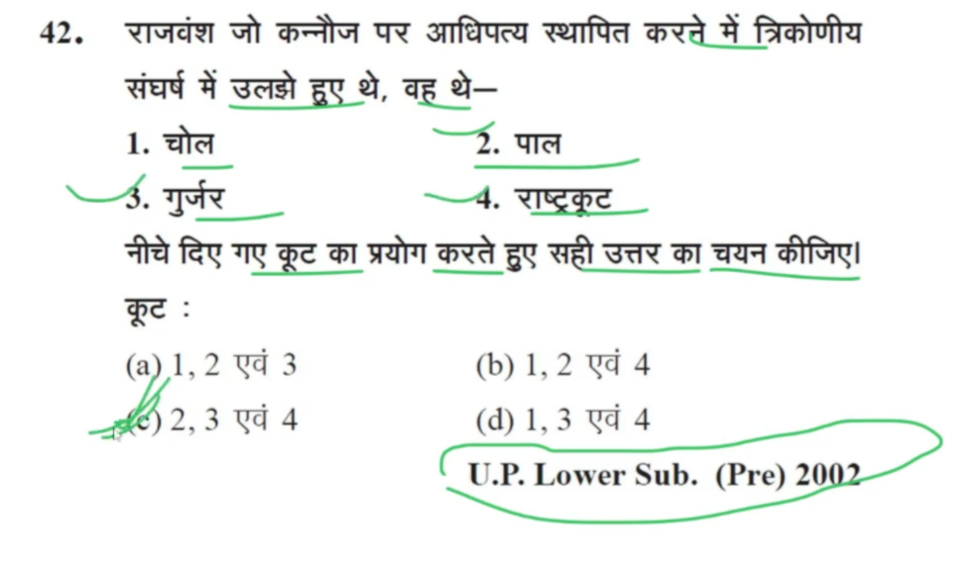 42. राजवंश जो कन्नौज पर आधिपत्य स्थापित करने में त्रिकोणीय
संघर्ष में उलझे हुए थे, वह थे—
1. चोल 2. पाल
3. गुर्जर 4. राष्ट्रकूट
नीचे दिए गए कूट का प्रयोग करते हुए सही उत्तर का चयन कीजिए।
कूट :
(a) 1, 2 एवं 3 (b) 1, 2 एवं 4
(c) 2, 3 एवं 4 (d) 1, 3 एवं 4
U.P. Lower Sub. (Pre) 2002